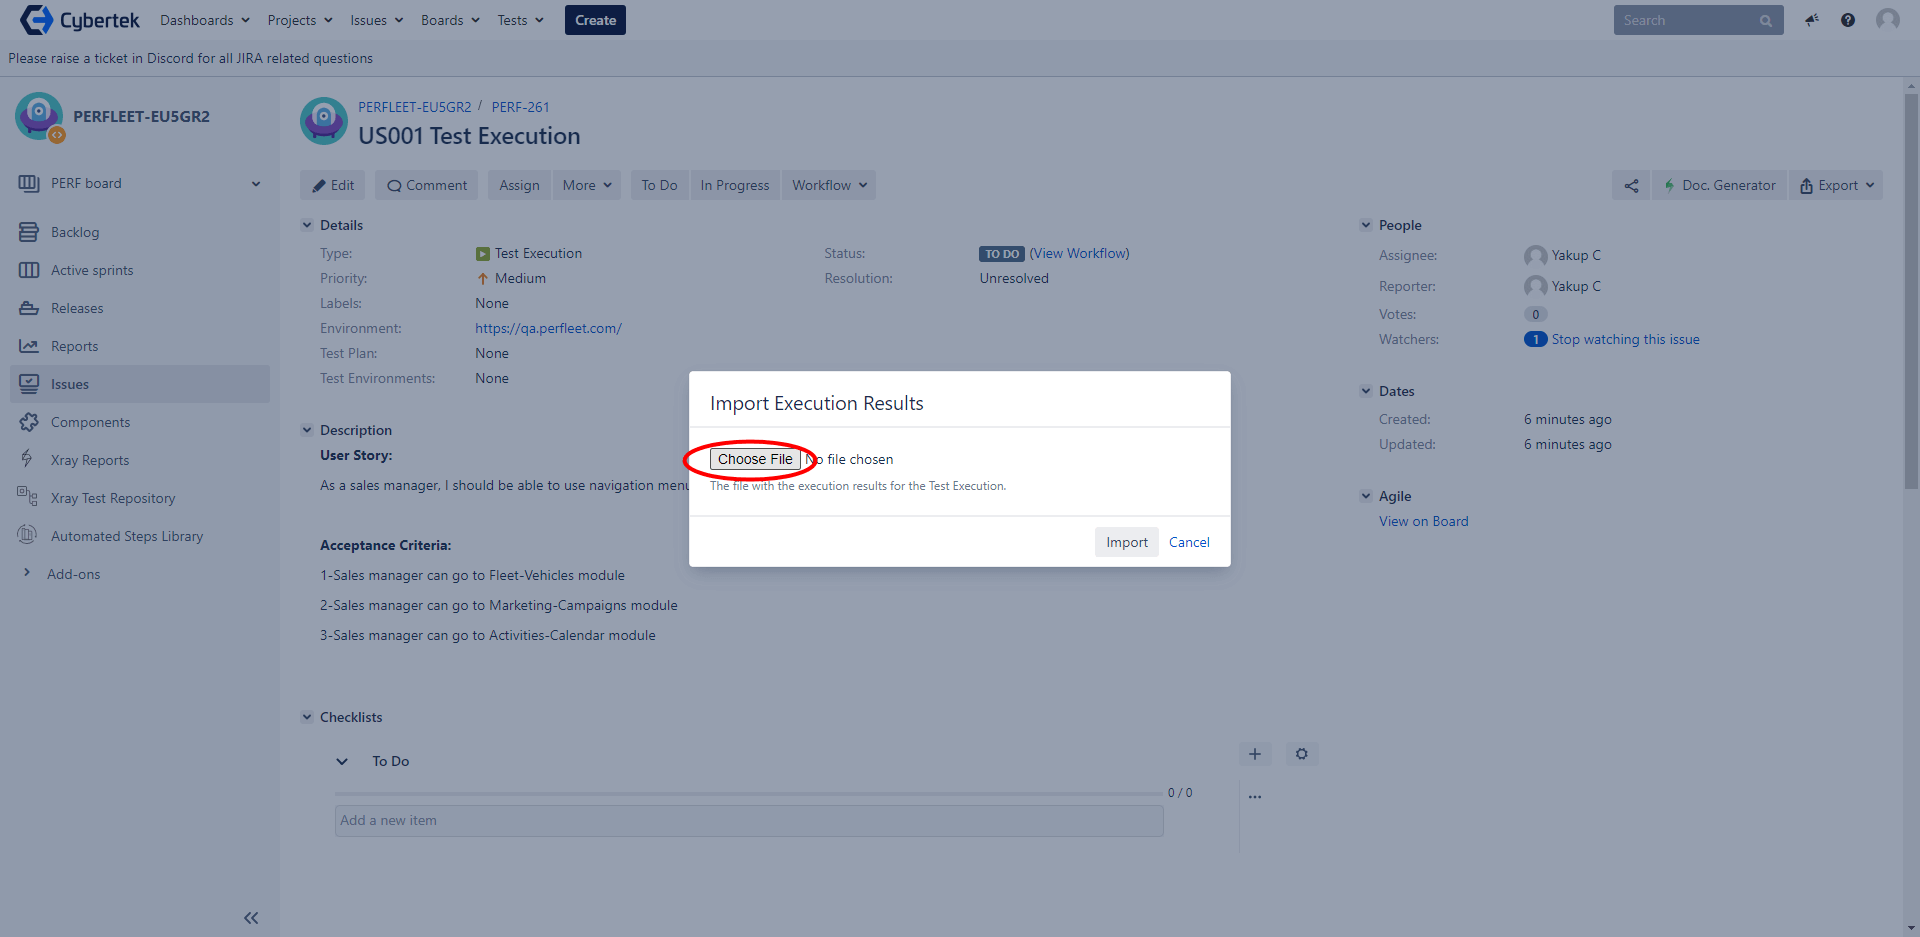 Cybertek Dashboards Projects Issues Boards Tests Create Search
Please raise a ticket in Discord for all JIRA related questions
PERFLEET-EU5GR2
PERF board
Backlog
Active sprints
Releases
Reports
Issues
Components
Xray Reports
Xray Test Repository
Automated Steps Library
Add-ons
PERFLEET-EU5GR2 / PERF-261
US001 Test Execution
Edit Comment Assign More To Do In Progress Workflow Doc. Generator Export
Details
Type: Test Execution
Priority: Medium
Labels: None
Environment: https://qa.perfleet.com/
Test Plan: None
Test Environments: None
Status: TO DO (View Workflow)
Resolution: Unresolved
Description
User Story:
As a sales manager, I should be able to use navigation menu
Acceptance Criteria:
1-Sales manager can go to Fleet-Vehicles module
2-Sales manager can go to Marketing-Campaigns module
3-Sales manager can go to Activities-Calendar module
Checklists
To Do
0 / 0
Add a new item
Import Execution Results
Choose File No file chosen
The file with the execution results for the Test Execution.
Import Cancel
People
Assignee: Yakup C
Reporter: Yakup C
Votes: 0
Watchers: 1 Stop watching this issue
Dates
Created: 6 minutes ago
Updated: 6 minutes ago
Agile
View on Board